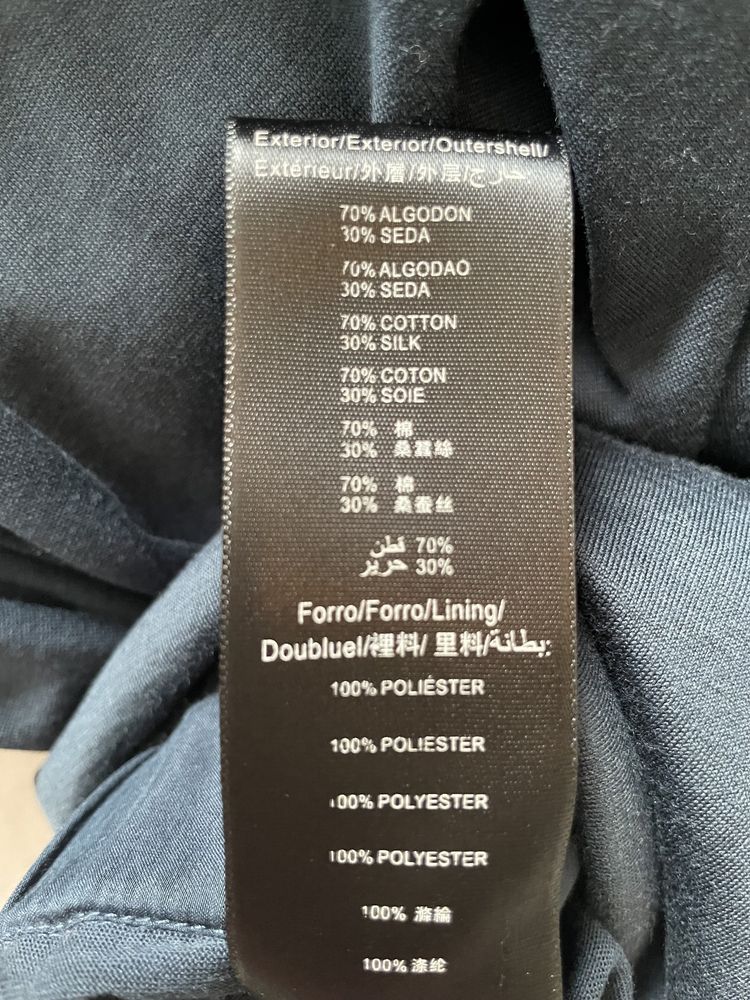 Exterior/Exterior/Outershell/
Exterieur/外層/外层/خارج
70% ALGODON
30% SEDA
70% ALGODAO
30% SEDA
70% COTTON
30% SILK
70% COTON
30% SOIE
70% 棉
30% 桑蠶絲
70% 棉
30% 桑蚕丝
70% قطن
30% حرير
Forro/Forro/Lining/
Doubluel/裡料/ 里料/بطانة:
100% POLIÉSTER
100% POLIESTER
100% POLYESTER
100% POLYESTER
100% 滌綸
100% 涤纶